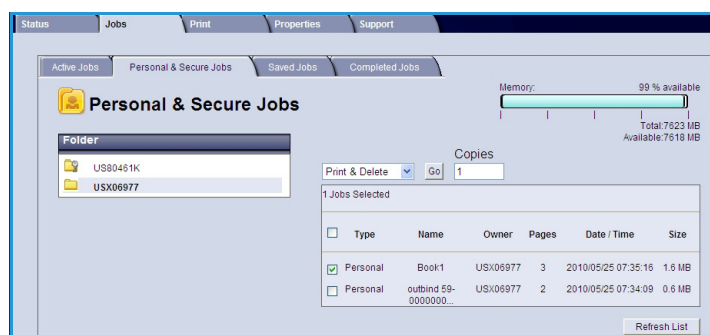 Status Jobs Print Properties Support
Active Jobs Personal & Secure Jobs Saved Jobs Completed Jobs
Memory: 99 % available
Personal & Secure Jobs
Total:7623 MB
Available:7618 MB
Folder
US80461K
USX06977
Copies
Print & Delete Go 1
1 Jobs Selected
Type Name Owner Pages Date / Time Size
Personal Book1 USX06977 3 2010/05/25 07:35:16 1.6 MB
Personal outbind 59- USX06977 2 2010/05/25 07:34:09 0.6 MB
0000000...
Refresh List